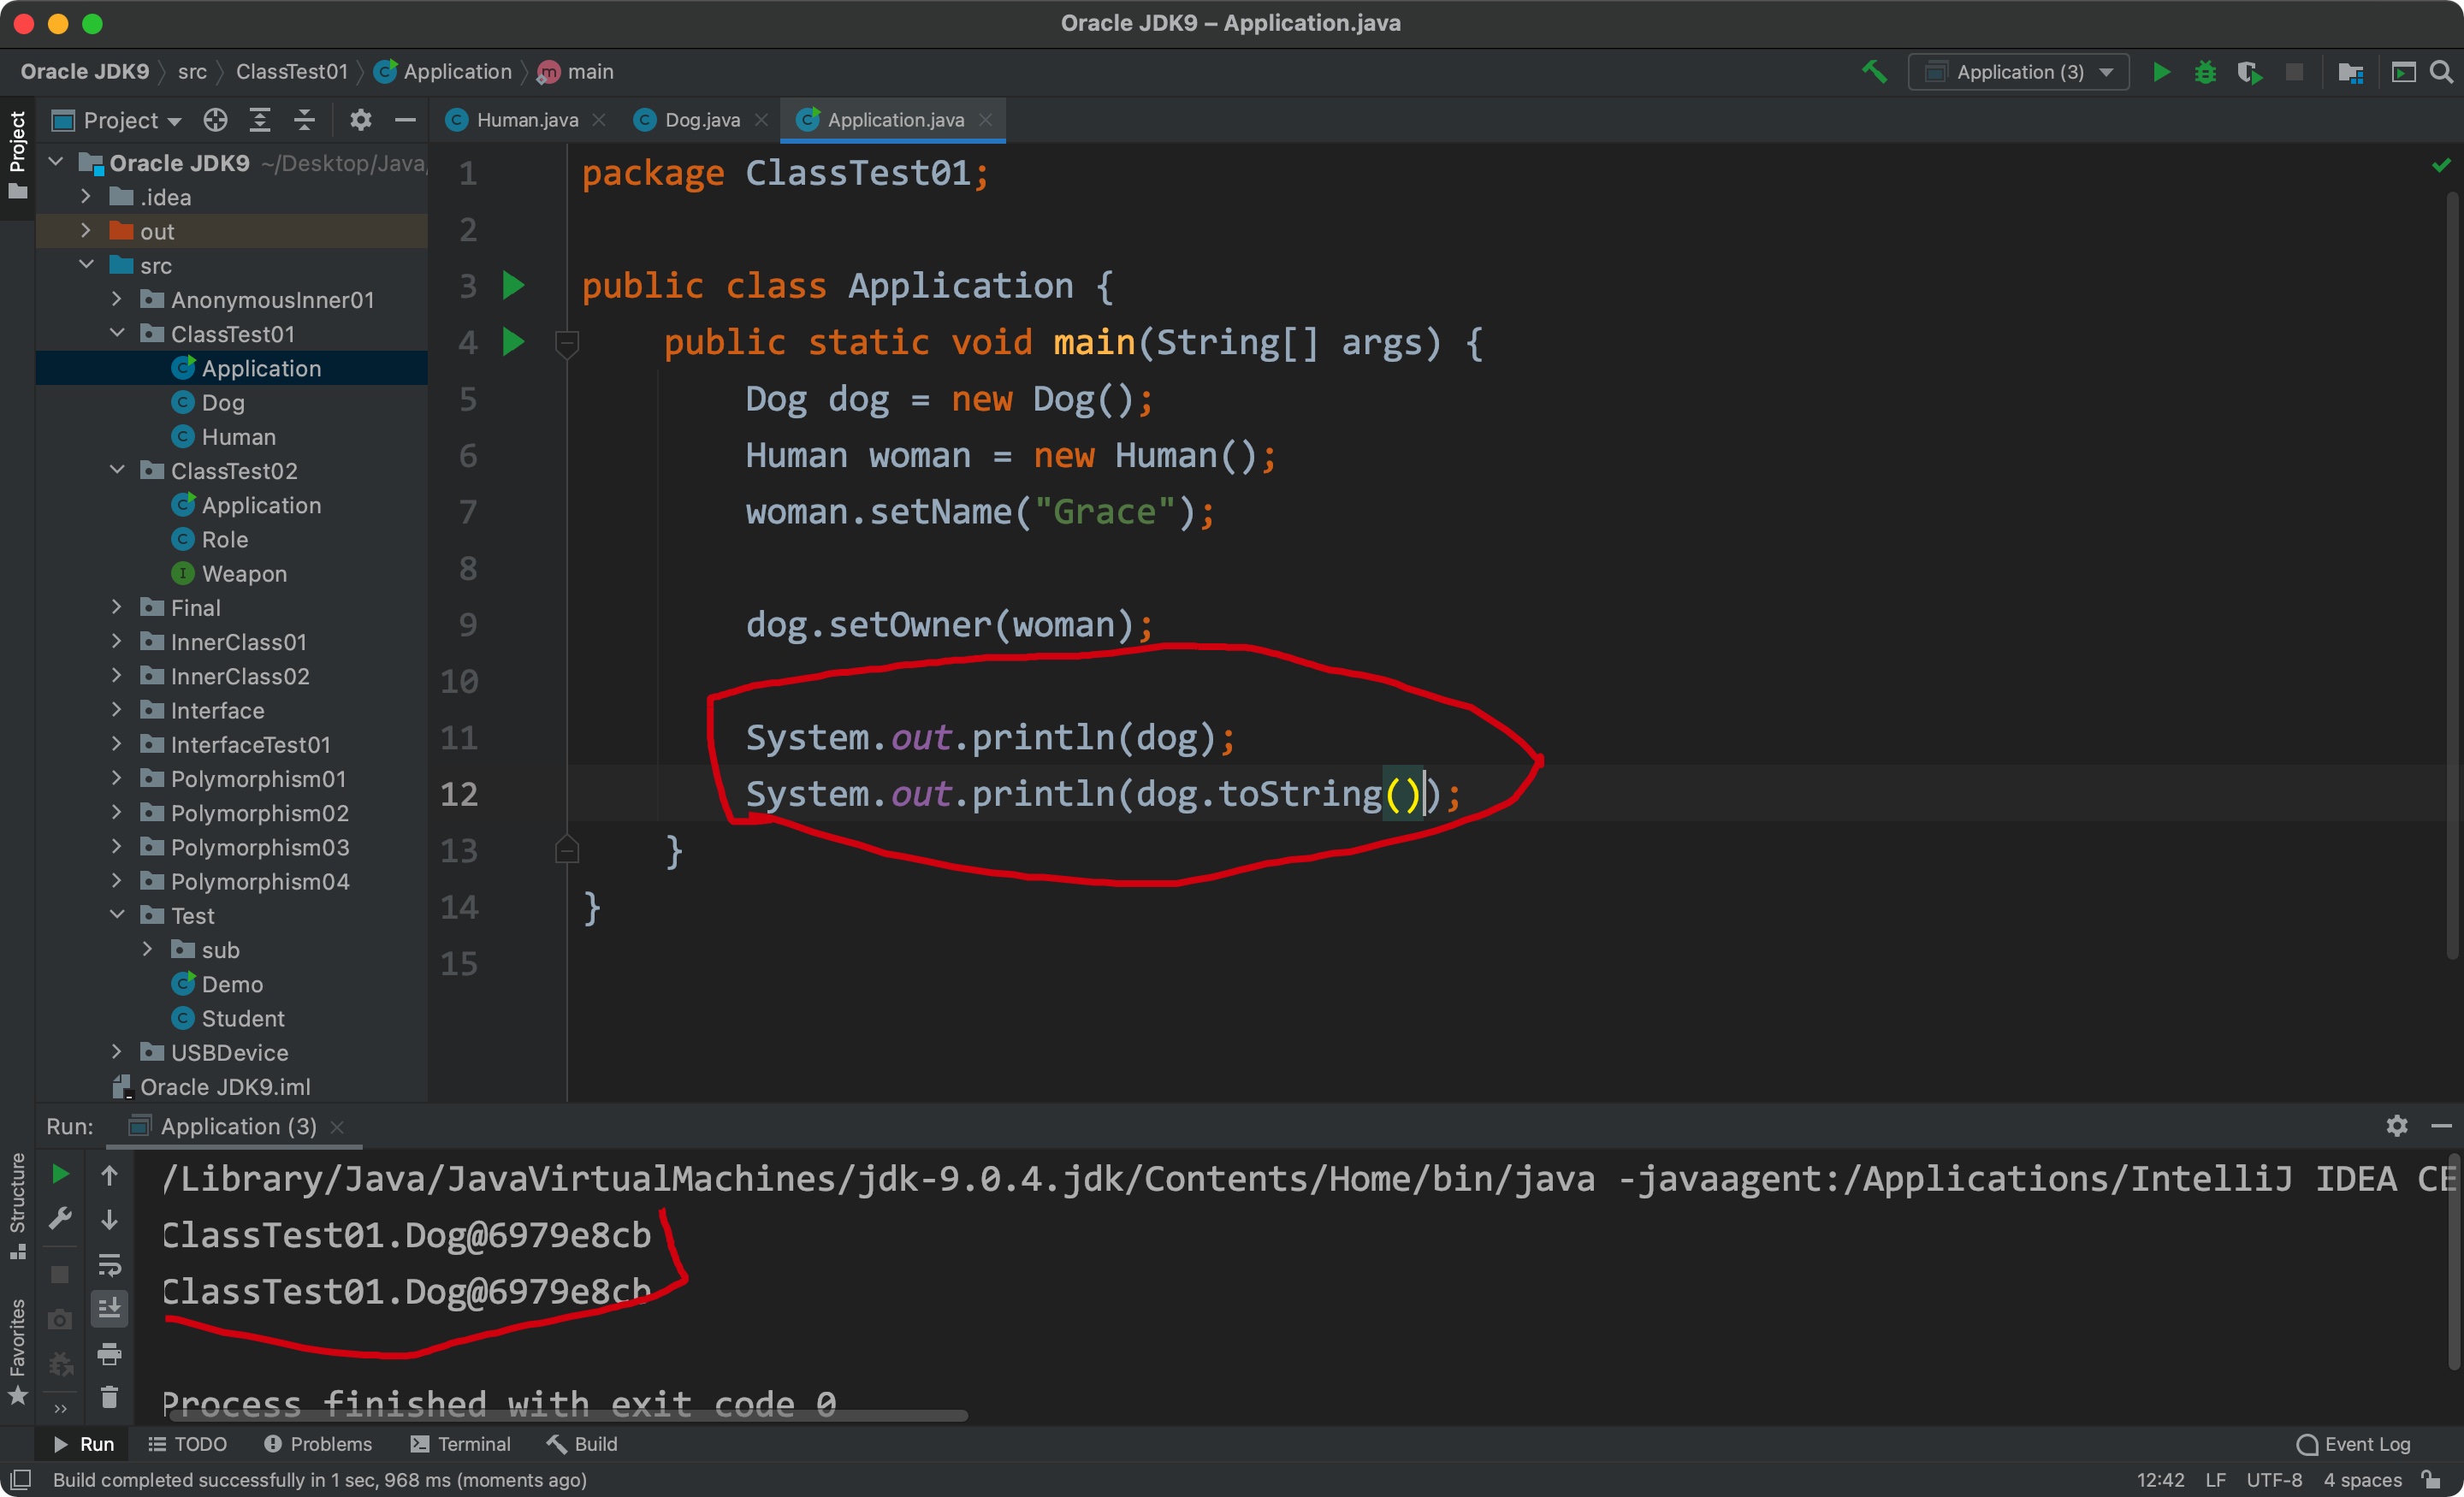 Oracle JDK9 – Application.java
Oracle JDK9 src ClassTest01 Application main
Application (3)
Project
Project
Human.java Dog.java Application.java
Oracle JDK9 ~/Desktop/Java
.idea
out
src
AnonymousInner01
ClassTest01
Application
Dog
Human
ClassTest02
Application
Role
Weapon
Final
InnerClass01
InnerClass02
Interface
InterfaceTest01
Polymorphism01
Polymorphism02
Polymorphism03
Polymorphism04
Test
sub
Demo
Student
USBDevice
Oracle JDK9.iml
1 package ClassTest01;
2
3 public class Application {
4 public static void main(String[] args) {
5 Dog dog = new Dog();
6 Human woman = new Human();
7 woman.setName("Grace");
8
9 dog.setOwner(woman);
10
11 System.out.println(dog);
12 System.out.println(dog.toString());
13 }
14 }
15
Run: Application (3)
Structure
Favorites
/Library/Java/JavaVirtualMachines/jdk-9.0.4.jdk/Contents/Home/bin/java -javaagent:/Applications/IntelliJ IDEA CE
ClassTest01.Dog@6979e8cb
ClassTest01.Dog@6979e8cb
Process finished with exit code 0
Run TODO Problems Terminal Build Event Log
Build completed successfully in 1 sec, 968 ms (moments ago) 12:42 LF UTF-8 4 spaces